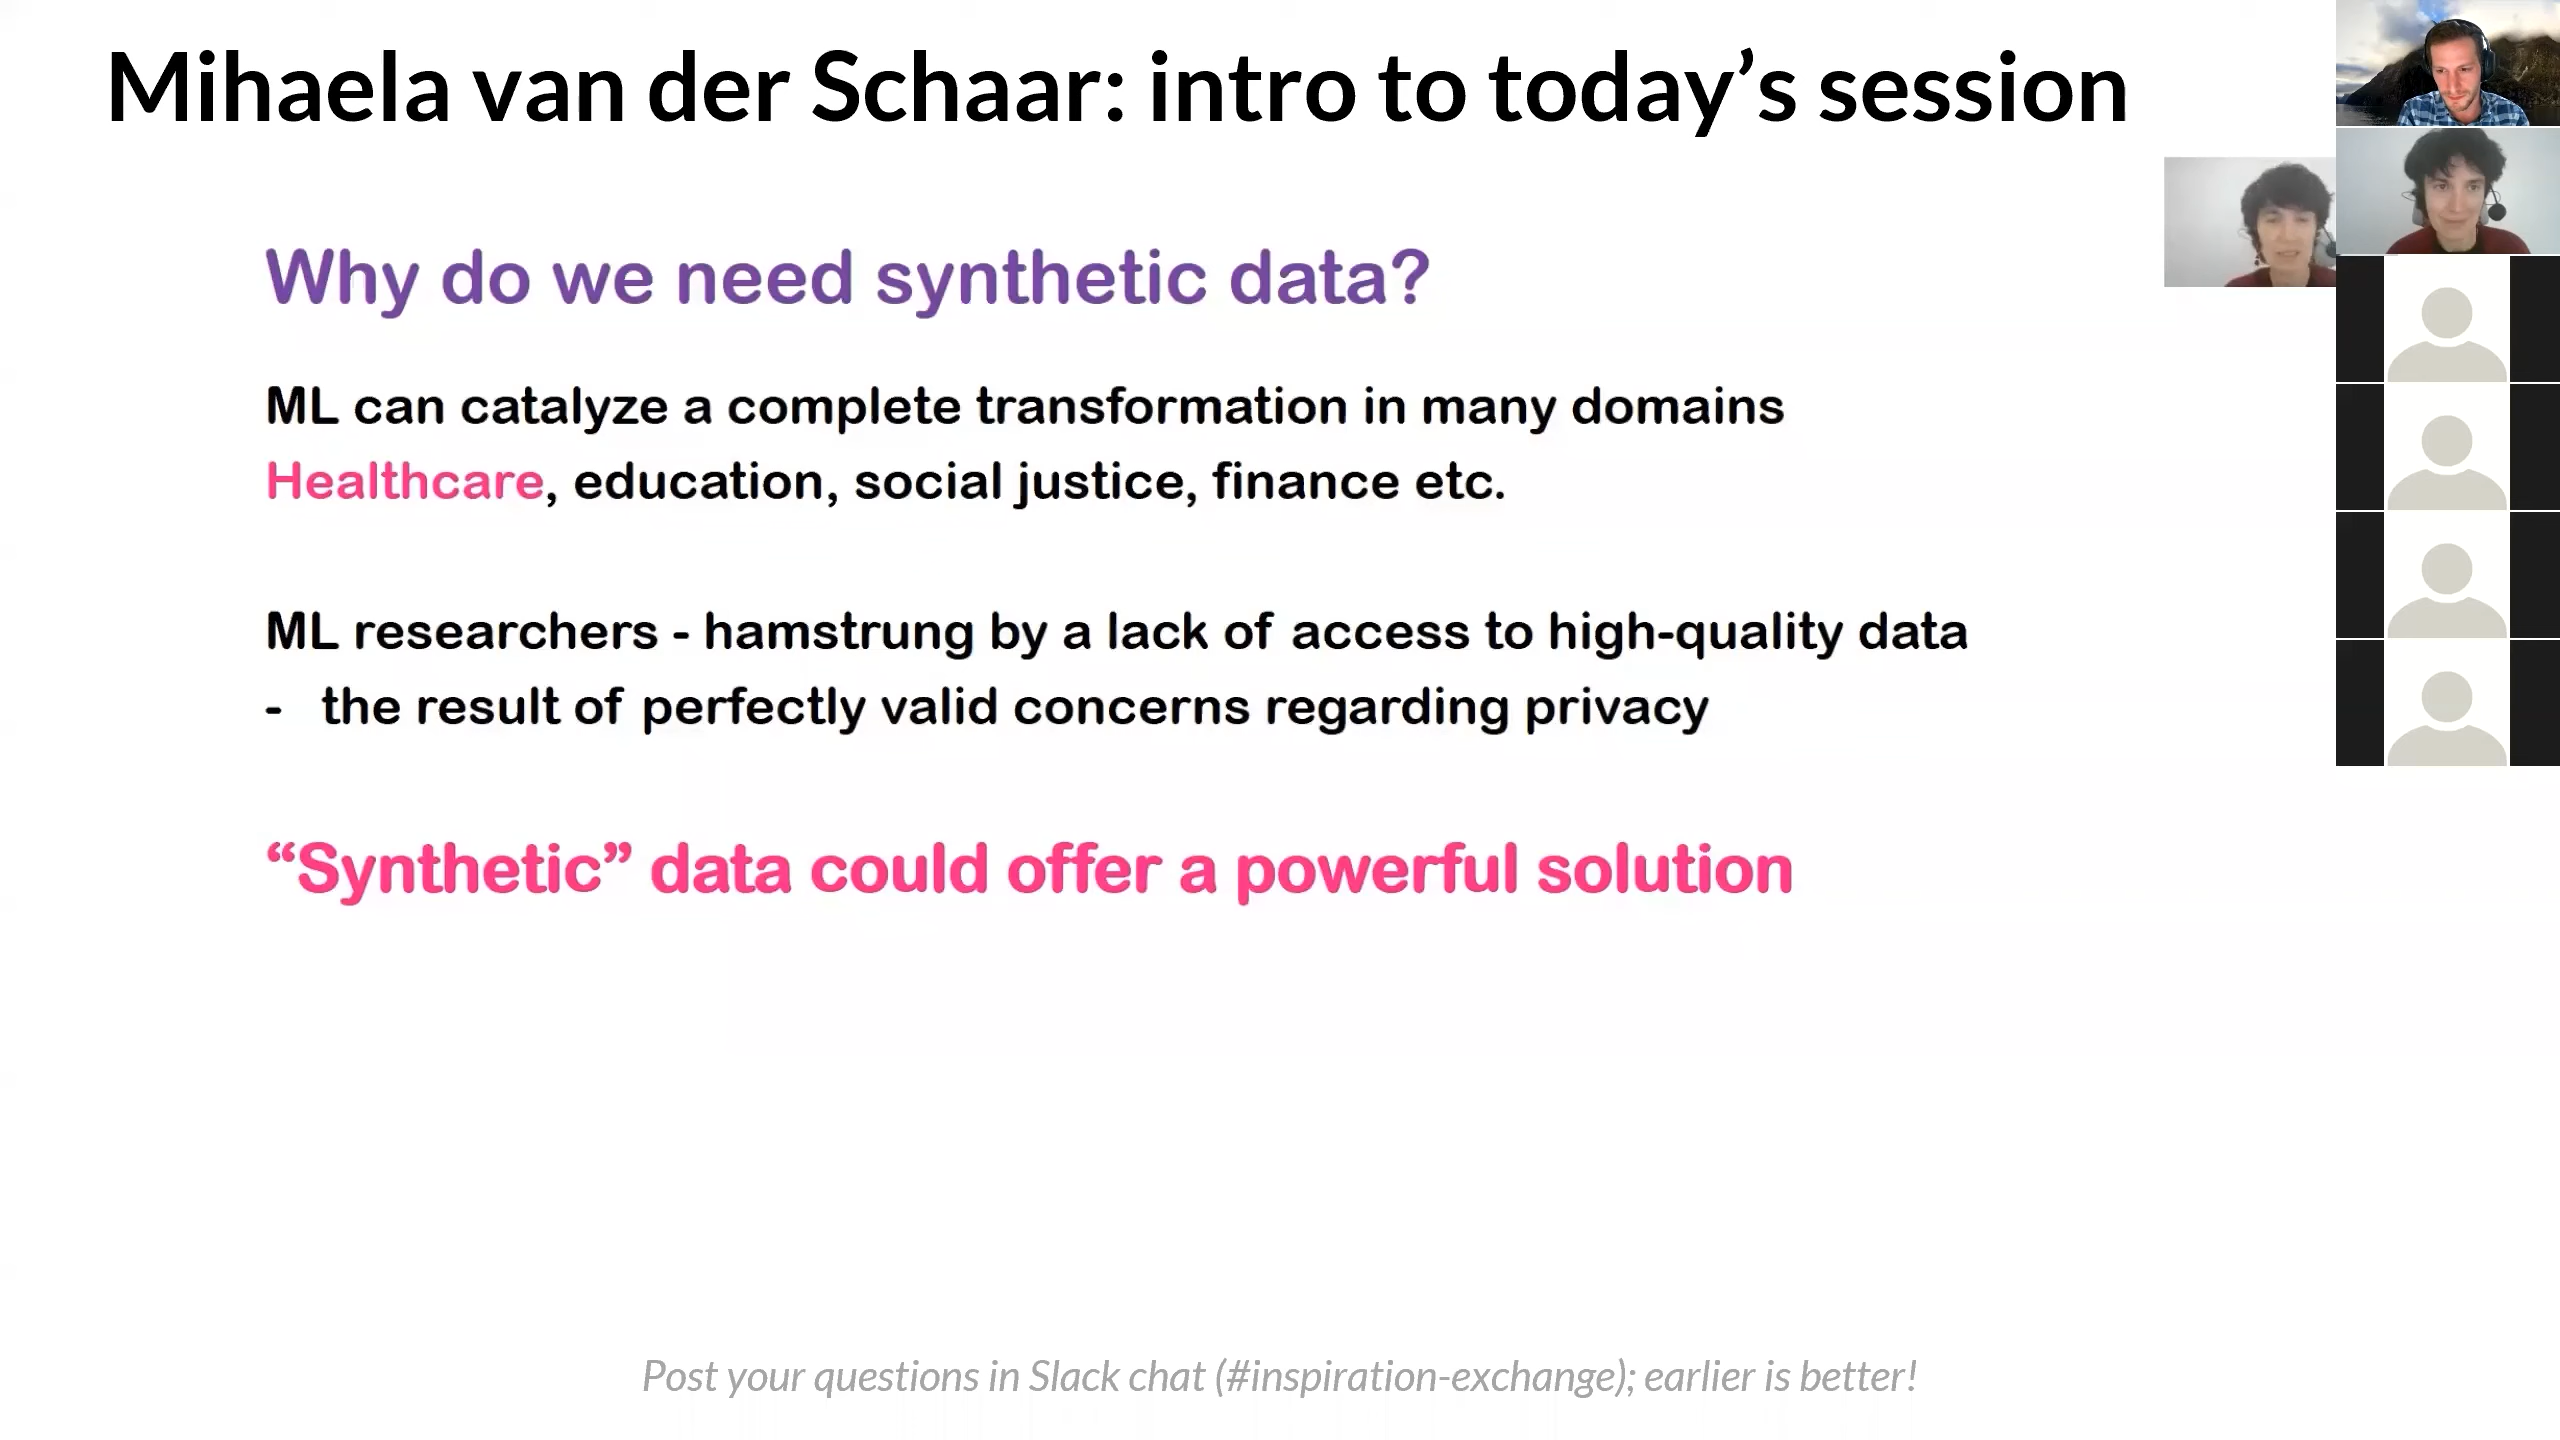 Mihaela van der Schaar: intro to today’s session
Why do we need synthetic data?
ML can catalyze a complete transformation in many domains
Healthcare, education, social justice, finance etc.
ML researchers - hamstrung by a lack of access to high-quality data
- the result of perfectly valid concerns regarding privacy
“Synthetic” data could offer a powerful solution
Post your questions in Slack chat (#inspiration-exchange); earlier is better!